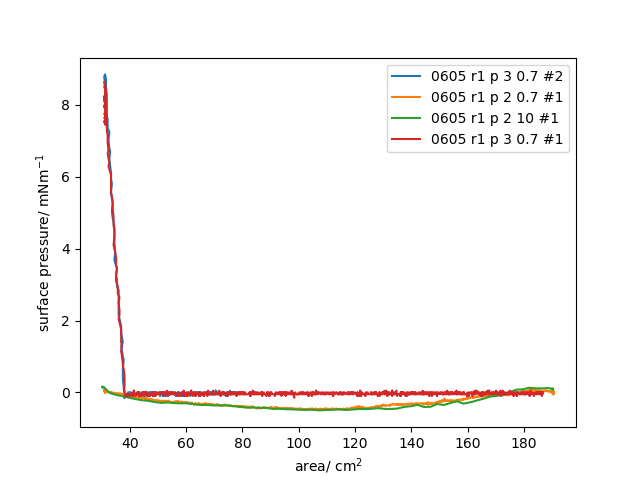 0605 r1 p 3 0.7 #2
0605 r1 p 2 0.7 #1
0605 r1 p 2 10 #1
0605 r1 p 3 0.7 #1
surface pressure/ mNm⁻¹
8
6
4
2
0
40 60 80 100 120 140 160 180
area/ cm²